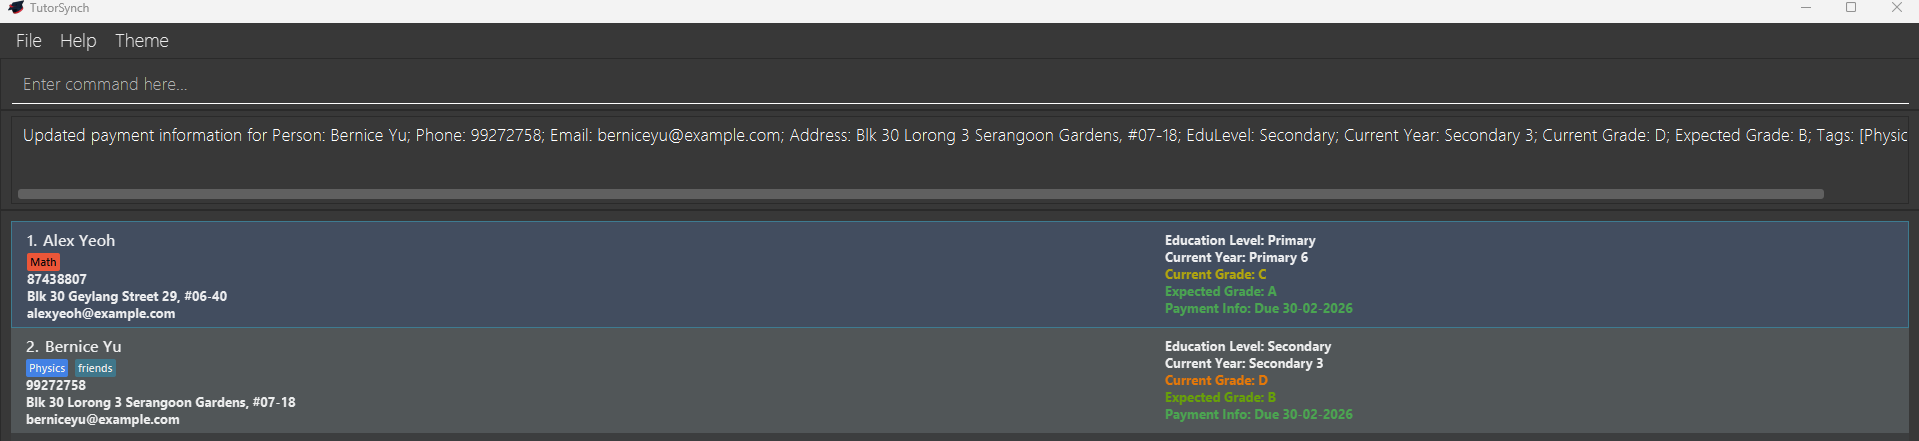 TutorSynch
File Help Theme
Enter command here...
Updated payment information for Person: Bernice Yu; Phone: 99272758; Email: berniceyu@example.com; Address: Blk 30 Lorong 3 Serangoon Gardens, #07-18; EduLevel: Secondary; Current Year: Secondary 3; Current Grade: D; Expected Grade: B; Tags: [Physic
1. Alex Yeoh
Math
87438807
Blk 30 Geylang Street 29, #06-40
alexyeoh@example.com
Education Level: Primary
Current Year: Primary 6
Current Grade: C
Expected Grade: A
Payment Info: Due 30-02-2026
2. Bernice Yu
Physics friends
99272758
Blk 30 Lorong 3 Serangoon Gardens, #07-18
berniceyu@example.com
Education Level: Secondary
Current Year: Secondary 3
Current Grade: D
Expected Grade: B
Payment Info: Due 30-02-2026